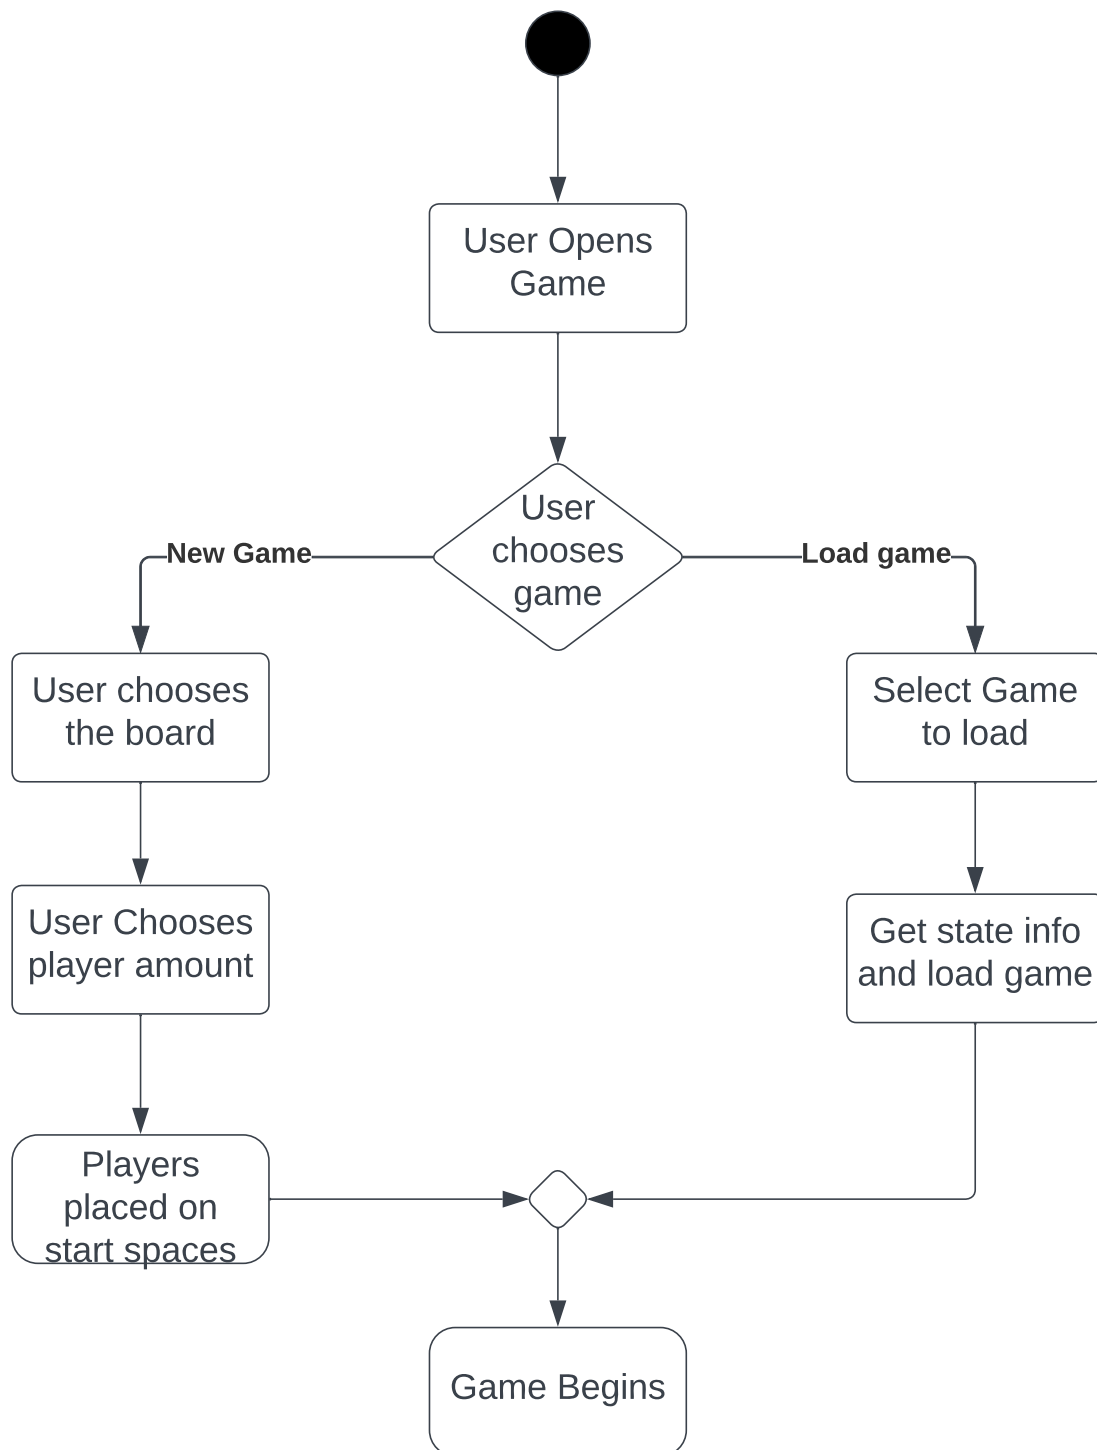 User Opens
Game
User
chooses
game
New Game
Load game
User chooses
the board
Select Game
to load
User Chooses
player amount
Get state info
and load game
Players
placed on
start spaces
Game Begins